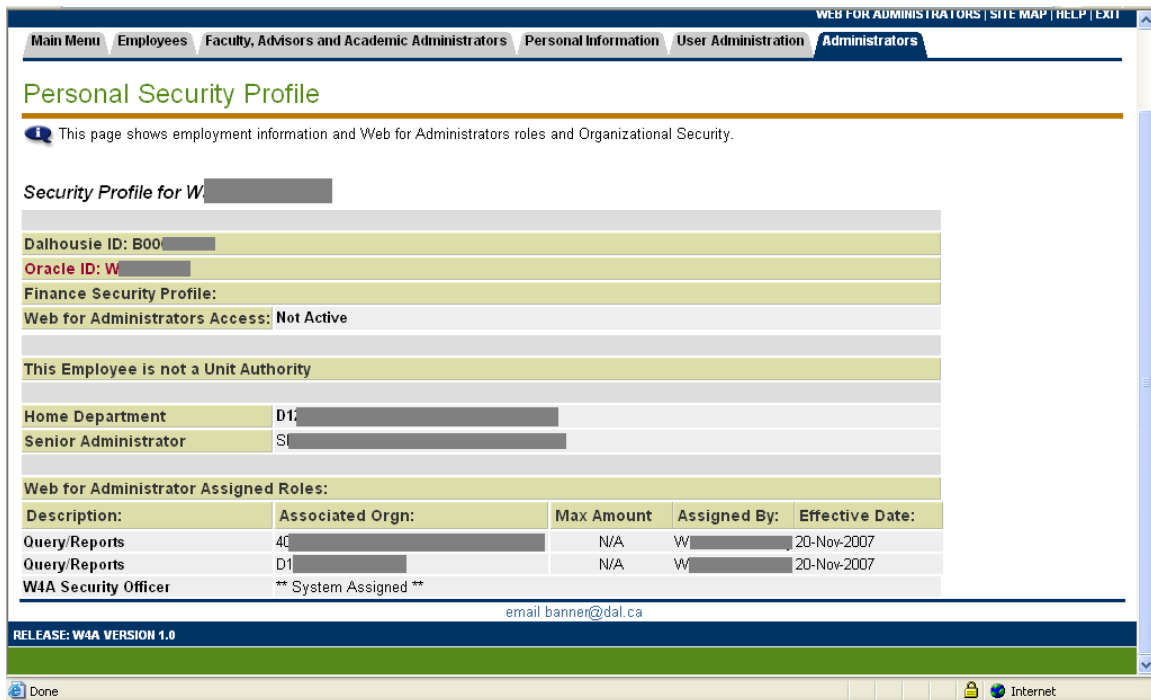 WEB FOR ADMINISTRATORS | SITE MAP | HELP | EXIT
Main Menu Employees Faculty, Advisors and Academic Administrators Personal Information User Administration Administrators
Personal Security Profile
This page shows employment information and Web for Administrators roles and Organizational Security.
Security Profile for W
Dalhousie ID: B00
Oracle ID: W
Finance Security Profile:
Web for Administrators Access: Not Active
This Employee is not a Unit Authority
Home Department D12
Senior Administrator
Web for Administrator Assigned Roles:
Description: Associated Orgn: Max Amount Assigned By: Effective Date:
Query/Reports 40 N/A W 20-Nov-2007
Query/Reports D1 N/A W 20-Nov-2007
W4A Security Officer ** System Assigned **
email banner@dal.ca
RELEASE: W4A VERSION 1.0
Done Internet